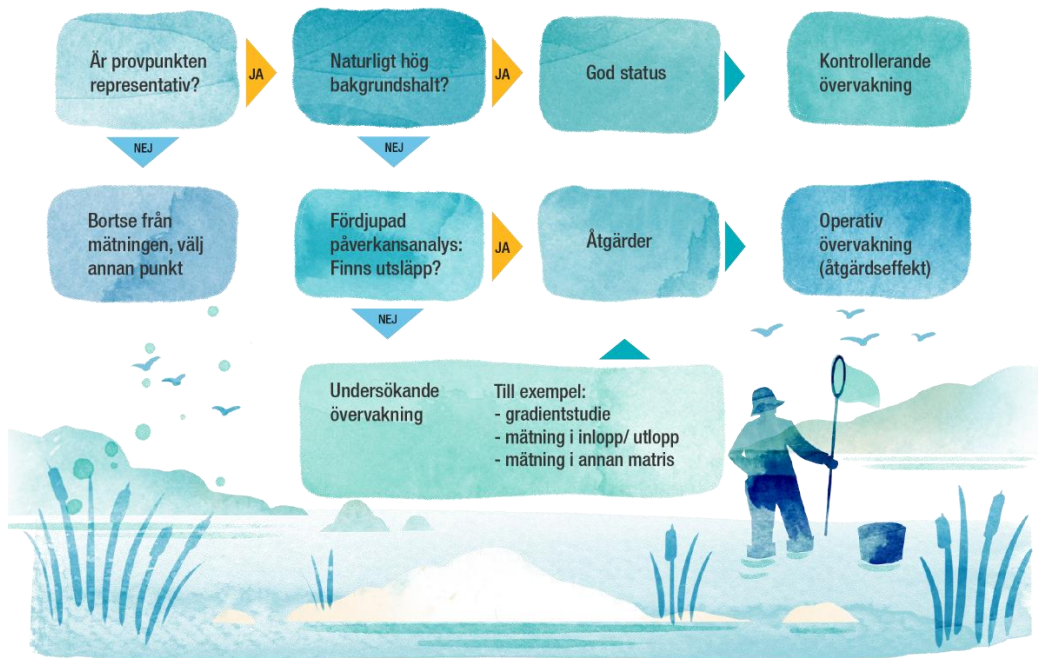 Är provpunkten
representativ?
JA
Naturligt hög
bakgrundshalt?
JA
God status
Kontrollerande
övervakning
NEJ
NEJ
Bortse från
mätningen, välj
annan punkt
Fördjupad
påverkansanalys:
Finns utsläpp?
JA
Åtgärder
Operativ
övervakning
(åtgärdseffekt)
NEJ
Undersökande
övervakning
Till exempel:
- gradientstudie
- mätning i inlopp/ utlopp
- mätning i annan matris